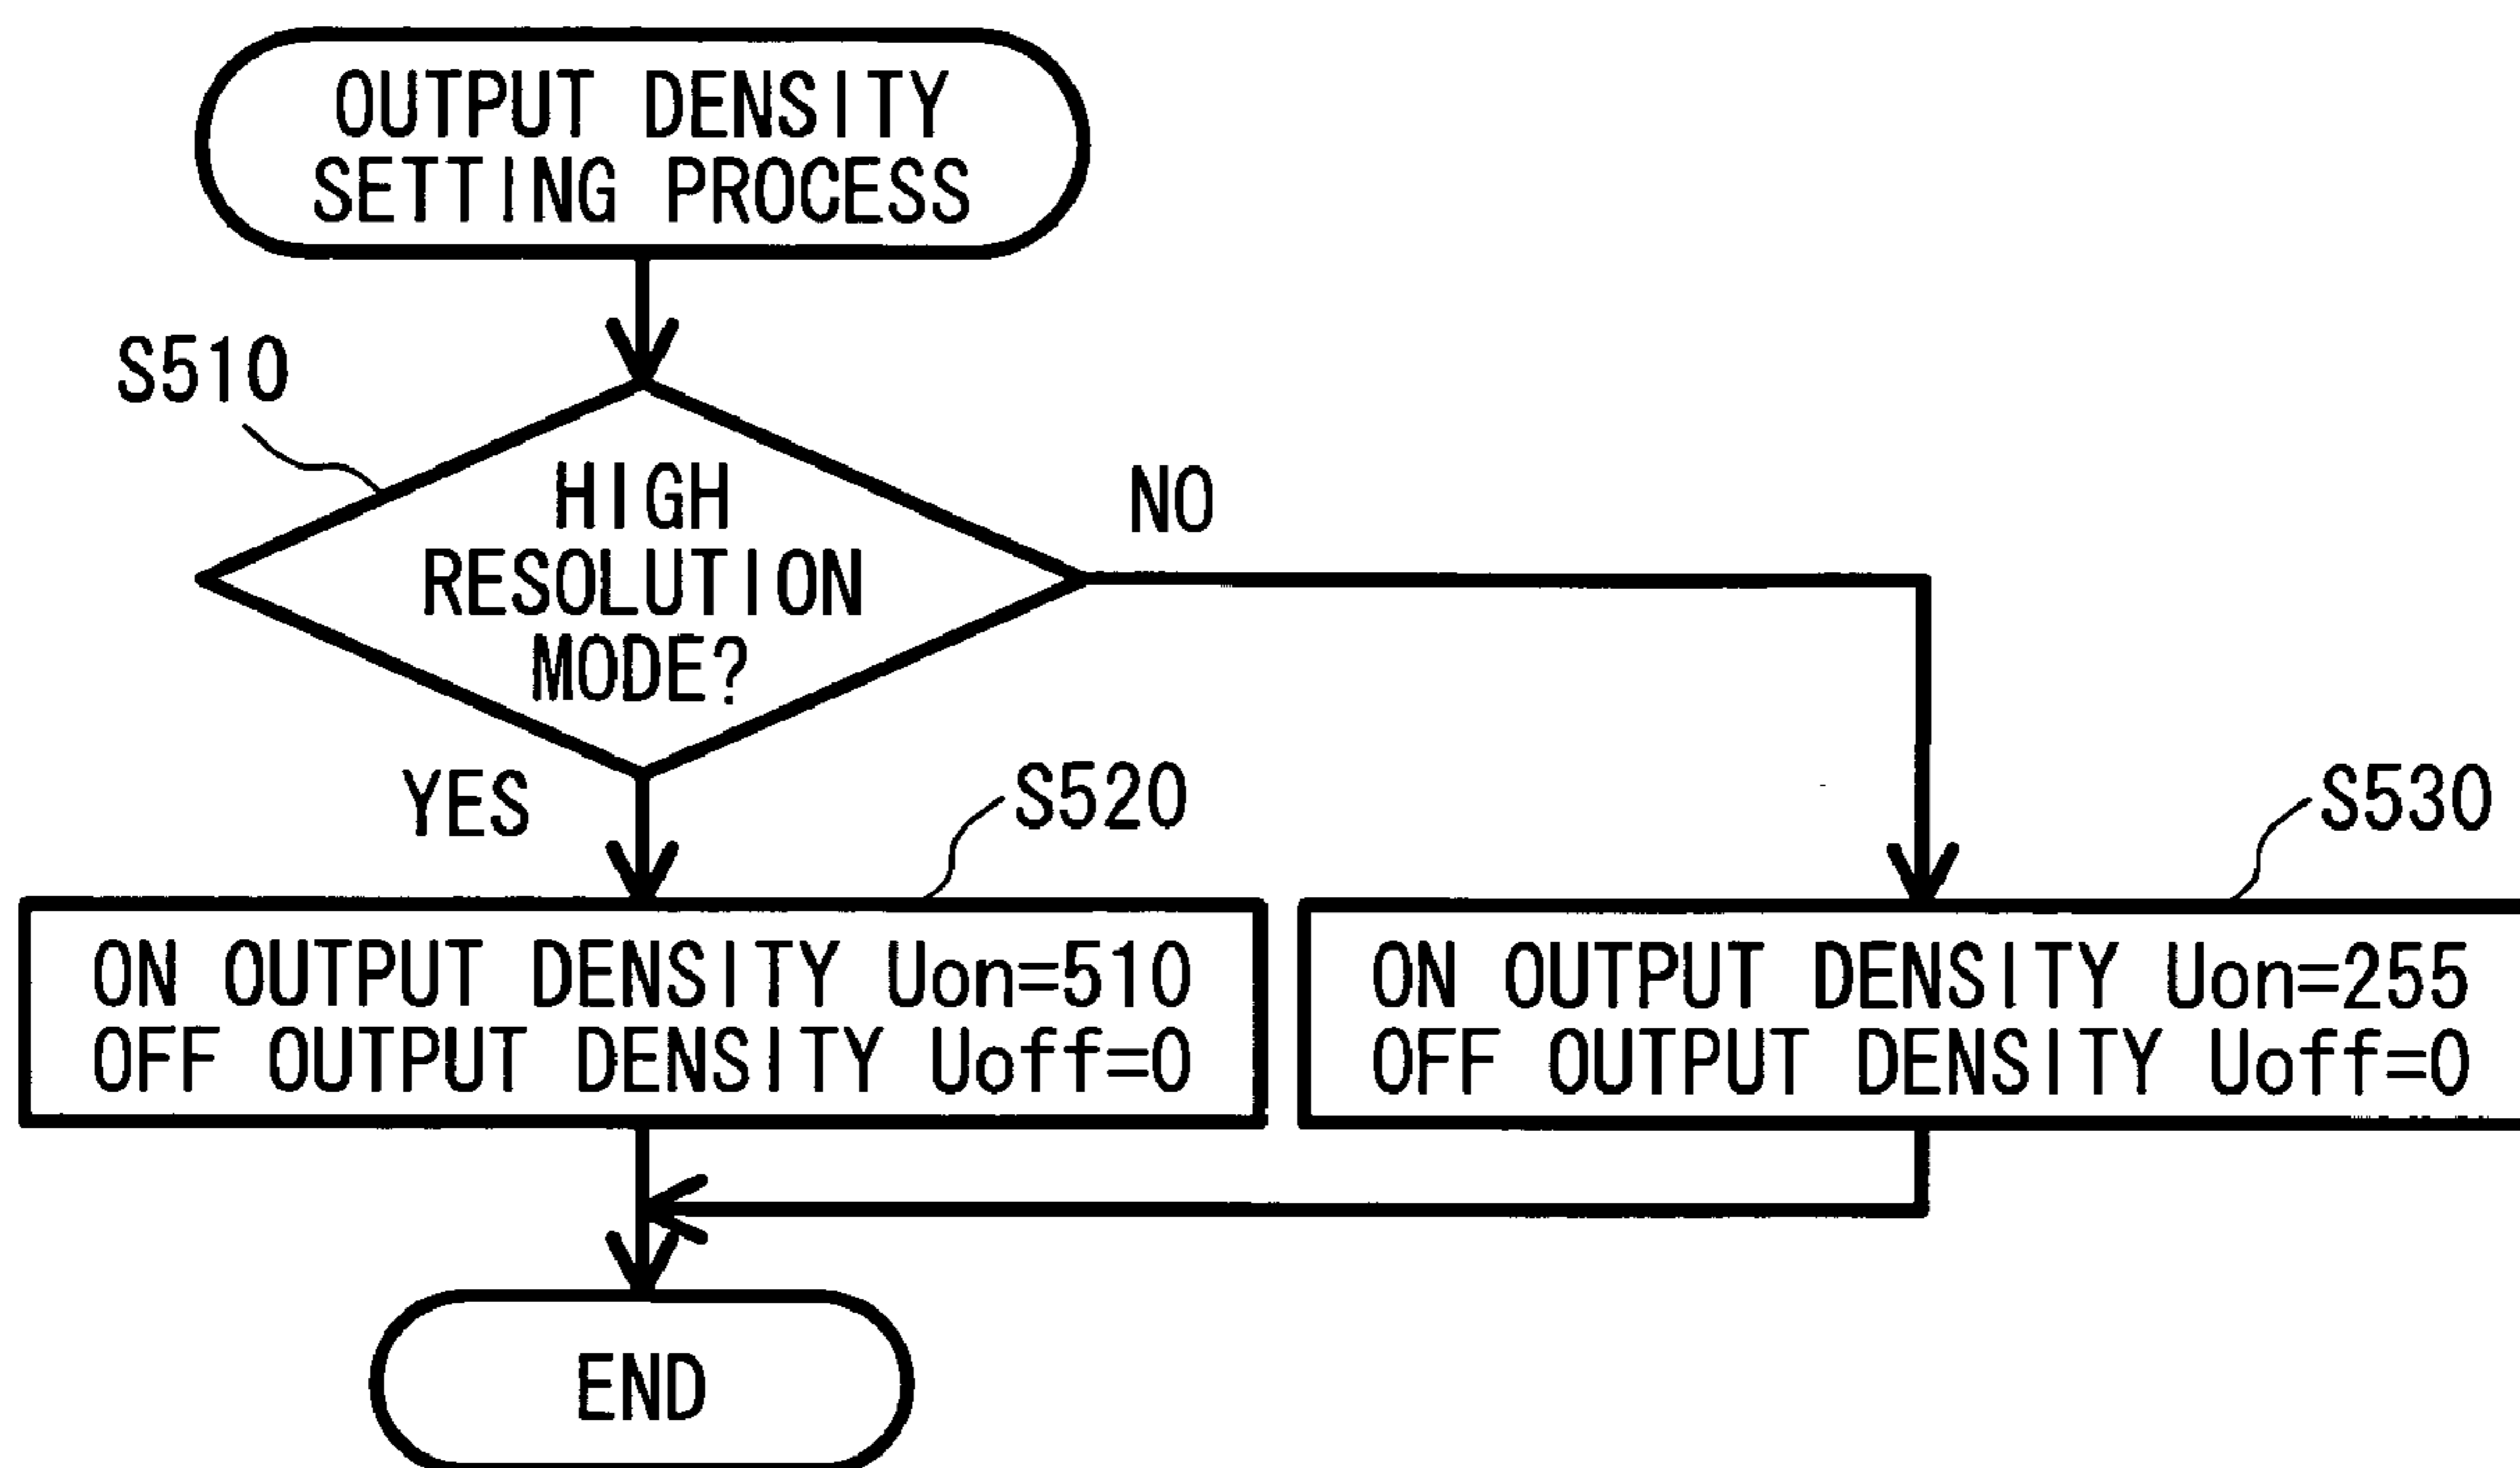 OUTPUT DENSITY
SETTING PROCESS
S510
HIGH
RESOLUTION
MODE?
NO
YES
S520
S530
ON OUTPUT DENSITY Uon=510
OFF OUTPUT DENSITY Uoff=0
ON OUTPUT DENSITY Uon=255
OFF OUTPUT DENSITY Uoff=0
END